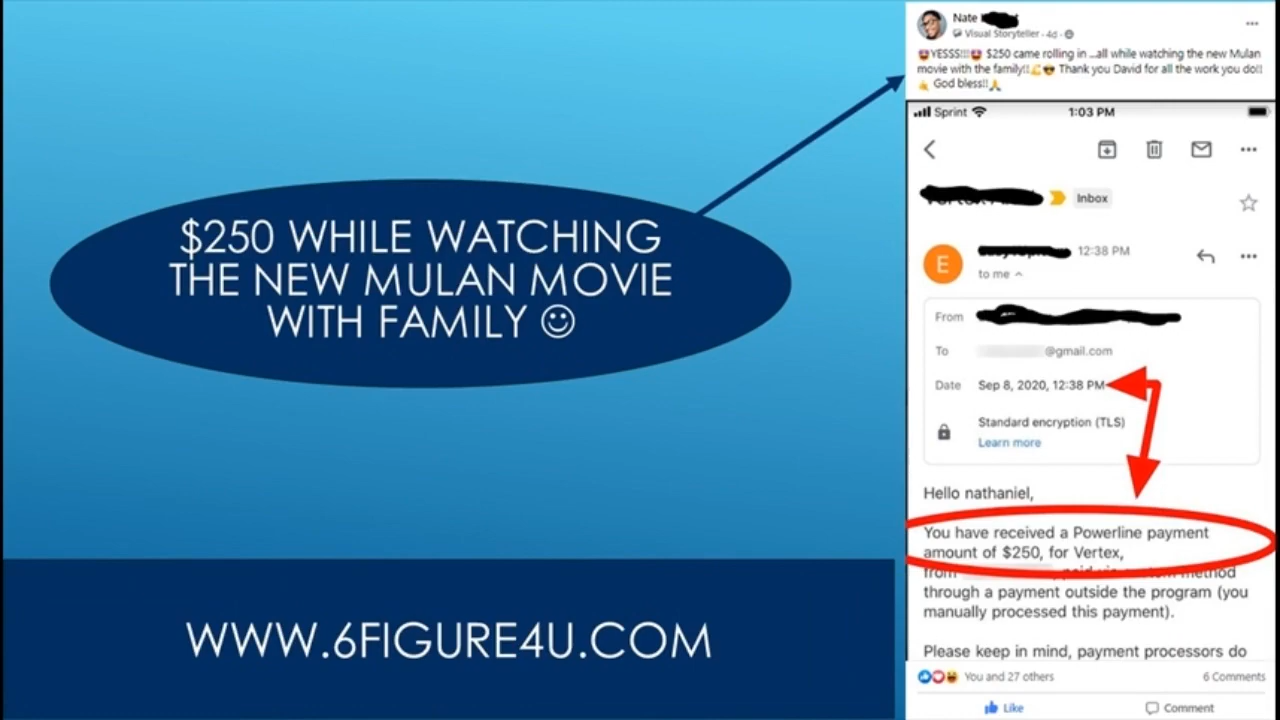 $250 WHILE WATCHING
THE NEW MULAN MOVIE
WITH FAMILY ☺
WWW.6FIGURE4U.COM
Nate
Visual Storyteller · 4d ·
😍YESSS!!!😍 $250 came rolling in ...all while watching the new Mulan
movie with the family!!💪😎 Thank you David for all the work you do!!
🤙 God bless!!🙏
Sprint 1:03 PM
Inbox
E
12:38 PM
to me
From
To @gmail.com
Date Sep 8, 2020, 12:38 PM
Standard encryption (TLS)
Learn more
Hello nathaniel,
You have received a Powerline payment
amount of $250, for Vertex,
from paid via custom method
through a payment outside the program (you
manually processed this payment).
Please keep in mind, payment processors do
You and 27 others 6 Comments
Like Comment